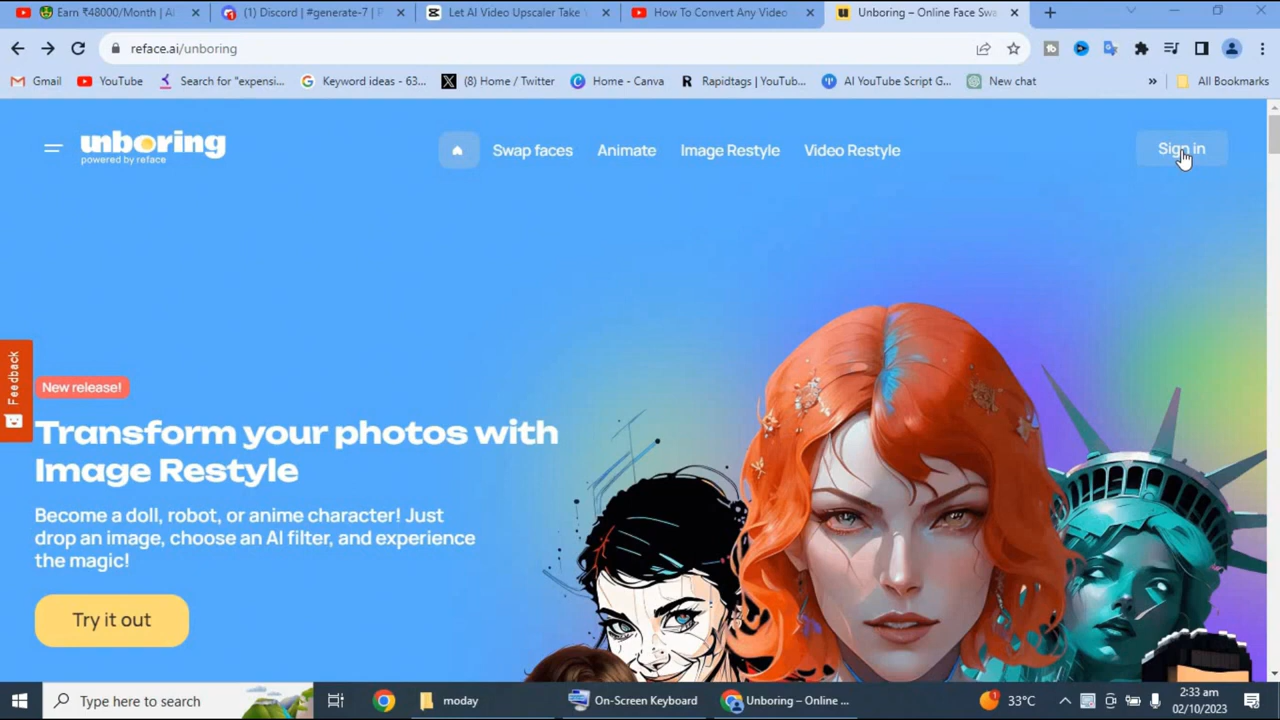 Earn ₹48000/Month | AI
(1) Discord | #generate-7 | P
Let AI Video Upscaler Take
How To Convert Any Video
Unboring – Online Face Swa
reface.ai/unboring
Gmail
YouTube
Search for "expensi...
Keyword ideas - 63...
(8) Home / Twitter
Home - Canva
Rapidtags | YouTub...
AI YouTube Script G...
New chat
All Bookmarks
unboring
powered by reface
Swap faces
Animate
Image Restyle
Video Restyle
Sign in
Feedback
New release!
Transform your photos with
Image Restyle
Become a doll, robot, or anime character! Just
drop an image, choose an AI filter, and experience
the magic!
Try it out
Type here to search
moday
On-Screen Keyboard
Unboring – Online ...
1
33°C
2:33 am
02/10/2023